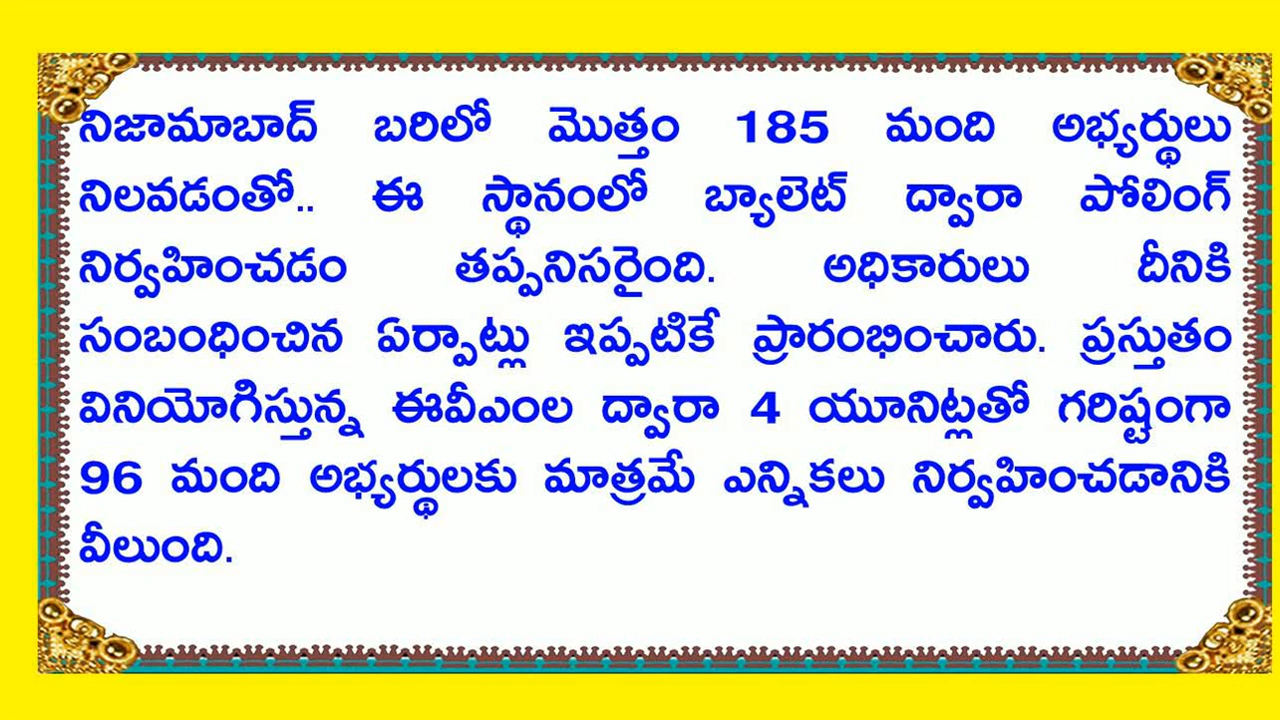 నిజామాబాద్ బరిలో మొత్తం 185 మంది అభ్యర్థులు
నిలవడంతో.. ఈ స్థానంలో బ్యాలెట్ ద్వారా పోలింగ్
నిర్వహించడం తప్పనిసరైంది. అధికారులు దీనికి
సంబంధించిన ఏర్పాట్లు ఇప్పటికే ప్రారంభించారు. ప్రస్తుతం
వినియోగిస్తున్న ఈవీఎంల ద్వారా 4 యూనిట్లతో గరిష్టంగా
96 మంది అభ్యర్థులకు మాత్రమే ఎన్నికలు నిర్వహించడానికి
వీలుంది.